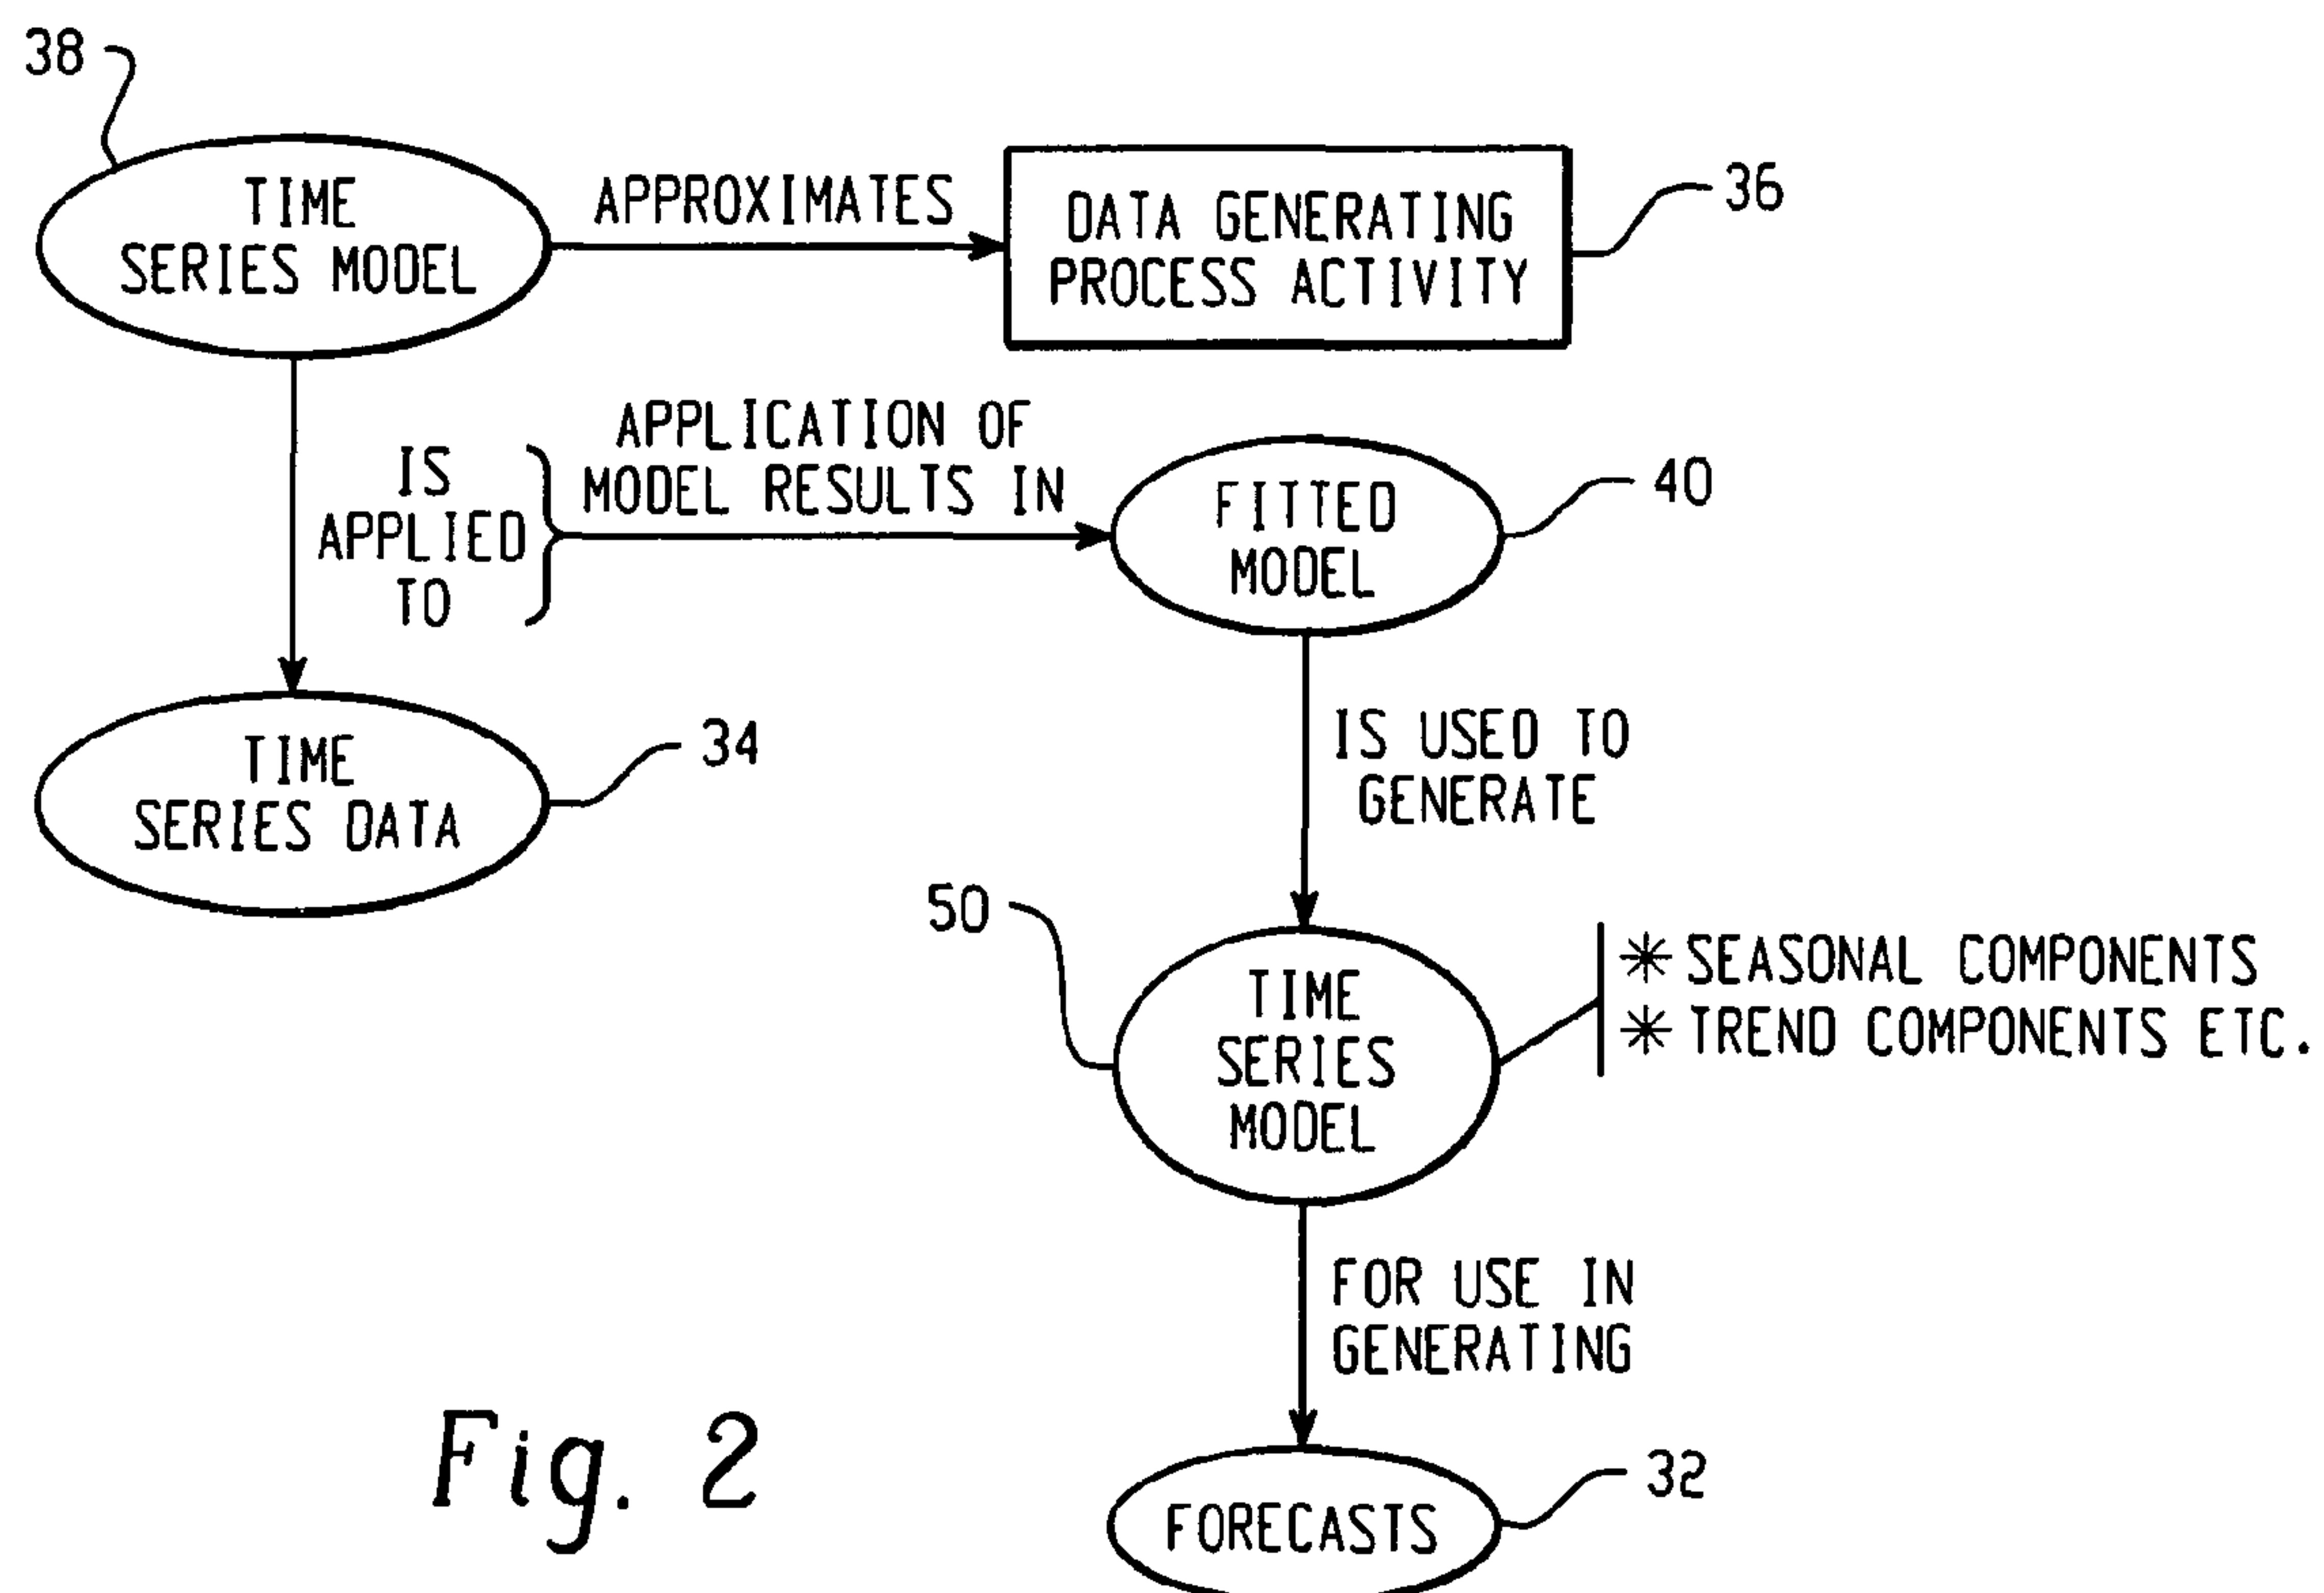 38
TIME
SERIES MODEL
APPROXIMATES
DATA GENERATING
PROCESS ACTIVITY
36
IS
APPLIED
TO
APPLICATION OF
MODEL RESULTS IN
FITTED
MODEL
40
TIME
SERIES DATA
34
IS USED TO
GENERATE
50
TIME
SERIES
MODEL
* SEASONAL COMPONENTS
* TREND COMPONENTS ETC.
FOR USE IN
GENERATING
FORECASTS
32
Fig. 2